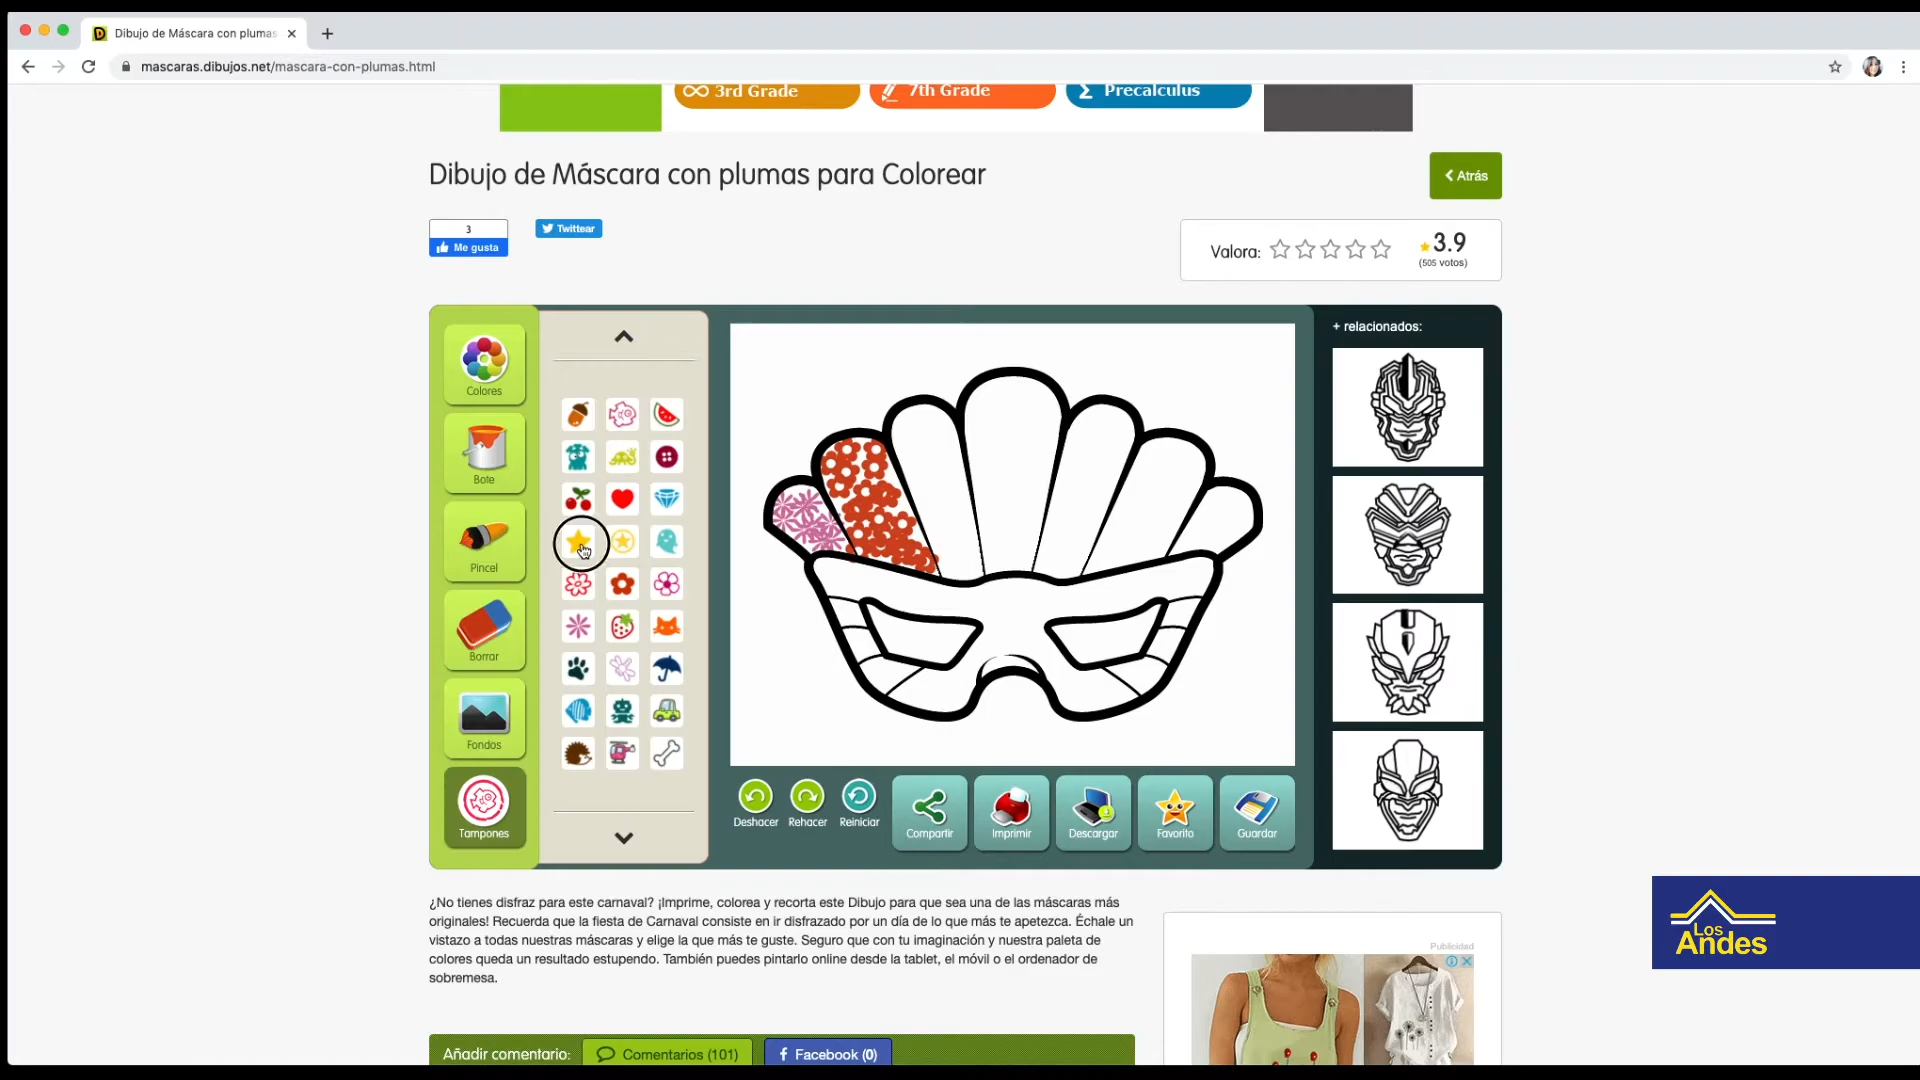 Dibujo de Máscara con plumas
mascaras.dibujos.net/mascara-con-plumas.html
3rd Grade
7th Grade
Σ Precalculus
Dibujo de Máscara con plumas para Colorear
Atrás
3
Me gusta
Twittear
Valora:
3.9
(505 votos)
+ relacionados:
Colores
Bote
Pincel
Borrar
Fondos
Tampones
Deshacer
Rehacer
Reiniciar
Compartir
Imprimir
Descargar
Favorito
Guardar
¿No tienes disfraz para este carnaval? ¡Imprime, colorea y recorta este Dibujo para que sea una de las máscaras más
originales! Recuerda que la fiesta de Carnaval consiste en ir disfrazado por un día de lo que más te apetezca. Échale un
vistazo a todas nuestras máscaras y elige la que más te guste. Seguro que con tu imaginación y nuestra paleta de
colores queda un resultado estupendo. También puedes pintarlo online desde la tablet, el móvil o el ordenador de
sobremesa.
Los
Andes
Publicidad
Añadir comentario:
Comentarios (101)
Facebook (0)